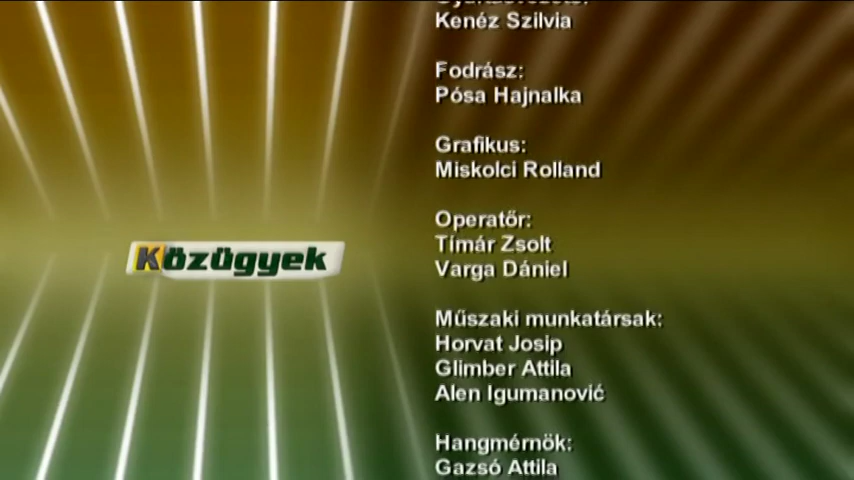 Kenéz Szilvia
Fodrász:
Pósa Hajnalka
Grafikus:
Miskolci Rolland
Operatőr:
Tímár Zsolt
Varga Dániel
Közügyek
Műszaki munkatársak:
Horvat Josip
Glimber Attila
Alen Igumanović
Hangmérnök:
Gazsó Attila